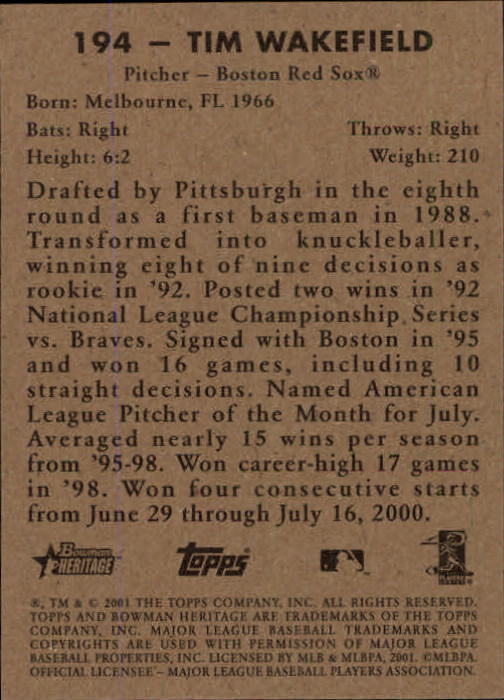 194 – TIM WAKEFIELD
Pitcher – Boston Red Sox®
Born: Melbourne, FL 1966
Bats: Right Throws: Right
Height: 6:2 Weight: 210
Drafted by Pittsburgh in the eighth
round as a first baseman in 1988.
Transformed into knuckleballer,
winning eight of nine decisions as
rookie in '92. Posted two wins in '92
National League Championship Series
vs. Braves. Signed with Boston in '95
and won 16 games, including 10
straight decisions. Named American
League Pitcher of the Month for July.
Averaged nearly 15 wins per season
from '95-98. Won career-high 17 games
in '98. Won four consecutive starts
from June 29 through July 16, 2000.
Bowman
HERITAGE
topps
®, TM & © 2001 THE TOPPS COMPANY, INC. ALL RIGHTS RESERVED.
TOPPS AND BOWMAN HERITAGE ARE TRADEMARKS OF THE TOPPS
COMPANY, INC. MAJOR LEAGUE BASEBALL TRADEMARKS AND
COPYRIGHTS ARE USED WITH PERMISSION OF MAJOR LEAGUE
BASEBALL PROPERTIES, INC. LICENSED BY MLB & MLBPA, 2001. ©MLBPA.
OFFICIAL LICENSEE – MAJOR LEAGUE BASEBALL PLAYERS ASSOCIATION.